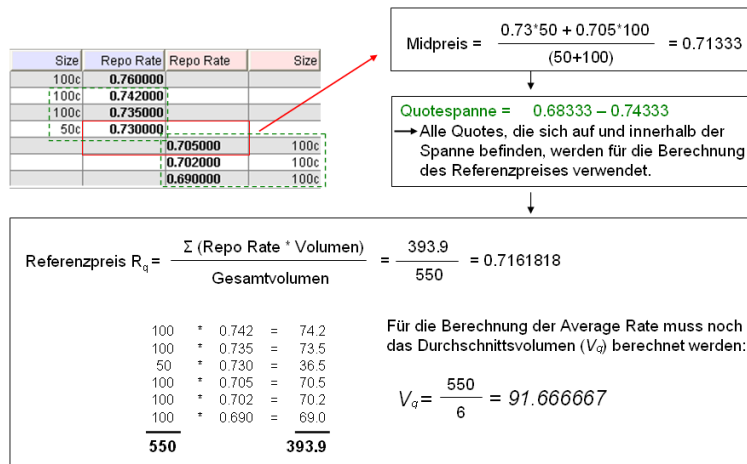 Size Repo Rate Repo Rate Size
100c 0.760000
100c 0.742000
100c 0.735000
50c 0.730000
0.705000 100c
0.702000 100c
0.690000 100c
Midpreis = 0.73*50 + 0.705*100 / (50+100) = 0.71333
Quotespanne = 0.68333 – 0.74333
→ Alle Quotes, die sich auf und innerhalb der
Spanne befinden, werden für die Berechnung
des Referenzpreises verwendet.
Referenzpreis Rq = Σ (Repo Rate * Volumen) / Gesamtvolumen = 393.9 / 550 = 0.7161818
100 * 0.742 = 74.2
100 * 0.735 = 73.5
50 * 0.730 = 36.5
100 * 0.705 = 70.5
100 * 0.702 = 70.2
100 * 0.690 = 69.0
550 393.9
Für die Berechnung der Average Rate muss noch
das Durchschnittsvolumen (Vq) berechnet werden:
Vq = 550 / 6 = 91.666667